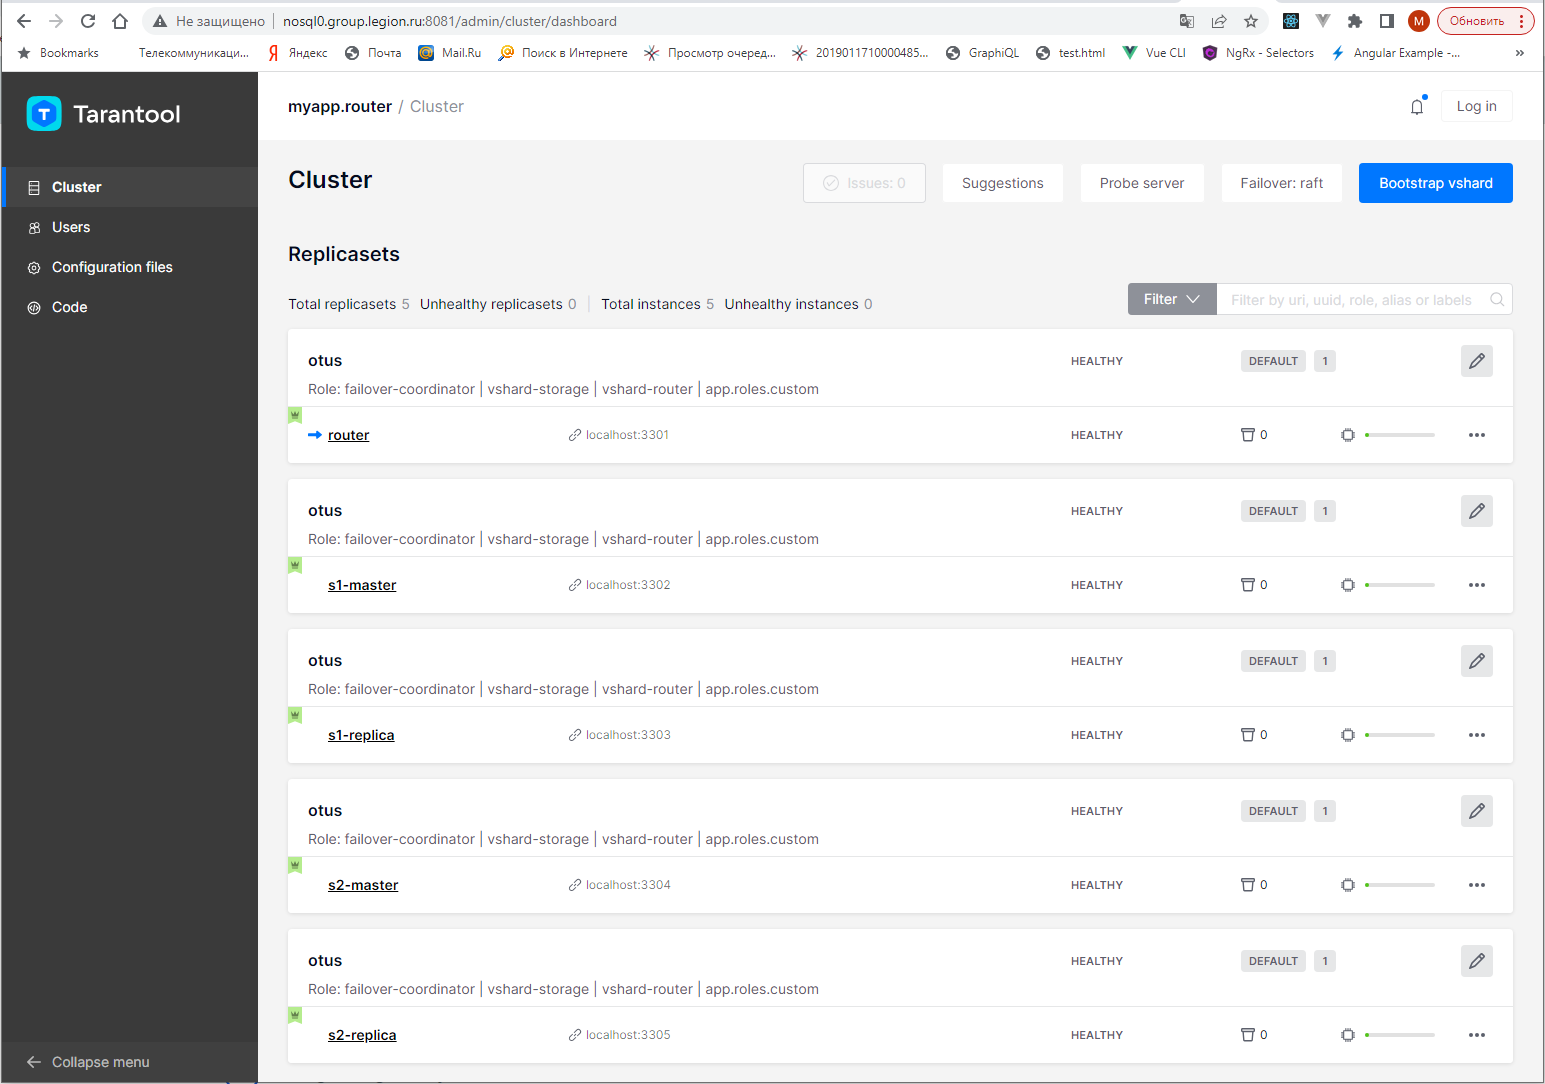 Не защищено nosql0.group.legion.ru:8081/admin/cluster/dashboard M Обновить
Bookmarks Телекоммуникаци... Яндекс Почта Mail.Ru Поиск в Интернете Просмотр очеред... 2019011710000485... GraphiQL test.html Vue CLI NgRx - Selectors Angular Example -... »
Tarantool
Cluster
Users
Configuration files
Code
Collapse menu
myapp.router / Cluster
Log in
Cluster
Issues: 0 Suggestions Probe server Failover: raft Bootstrap vshard
Replicasets
Total replicasets 5 Unhealthy replicasets 0 Total instances 5 Unhealthy instances 0
Filter Filter by uri, uuid, role, alias or labels
otus HEALTHY DEFAULT 1
Role: failover-coordinator | vshard-storage | vshard-router | app.roles.custom
router localhost:3301 HEALTHY 0
otus HEALTHY DEFAULT 1
Role: failover-coordinator | vshard-storage | vshard-router | app.roles.custom
s1-master localhost:3302 HEALTHY 0
otus HEALTHY DEFAULT 1
Role: failover-coordinator | vshard-storage | vshard-router | app.roles.custom
s1-replica localhost:3303 HEALTHY 0
otus HEALTHY DEFAULT 1
Role: failover-coordinator | vshard-storage | vshard-router | app.roles.custom
s2-master localhost:3304 HEALTHY 0
otus HEALTHY DEFAULT 1
Role: failover-coordinator | vshard-storage | vshard-router | app.roles.custom
s2-replica localhost:3305 HEALTHY 0